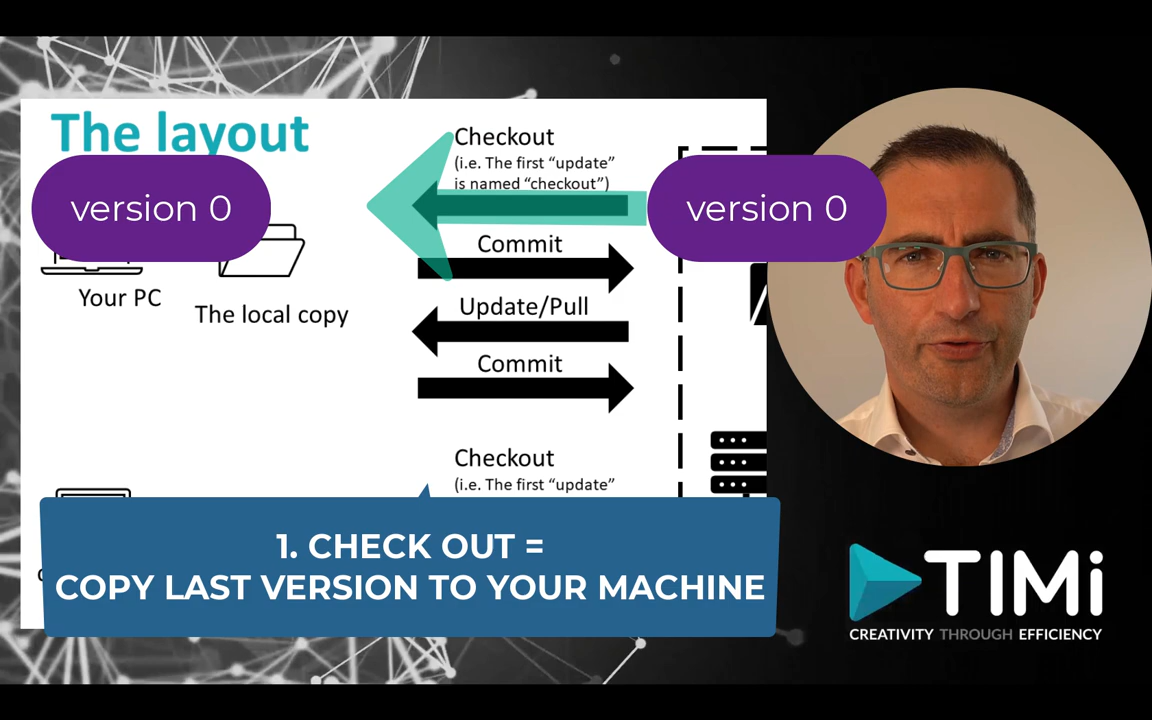 The layout
Checkout
(i.e. The first “update”
is named “checkout”)
version 0
version 0
Commit
Your PC
The local copy
Update/Pull
Commit
Checkout
(i.e. The first “update”
1. CHECK OUT =
COPY LAST VERSION TO YOUR MACHINE
TIMi
CREATIVITY THROUGH EFFICIENCY